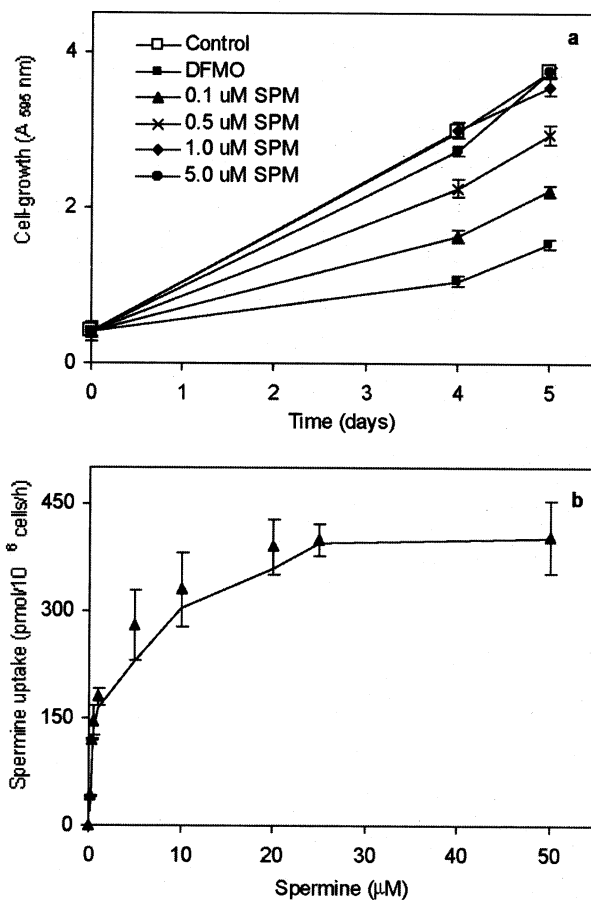 a
Control
DFMO
0.1 uM SPM
0.5 uM SPM
1.0 uM SPM
5.0 uM SPM
Cell-growth (A 595 nm)
4
2
0
0 1 2 3 4 5
Time (days)
b
Spermine uptake (pmol/10 6 cells/h)
450
300
150
0
0 10 20 30 40 50
Spermine (µM)